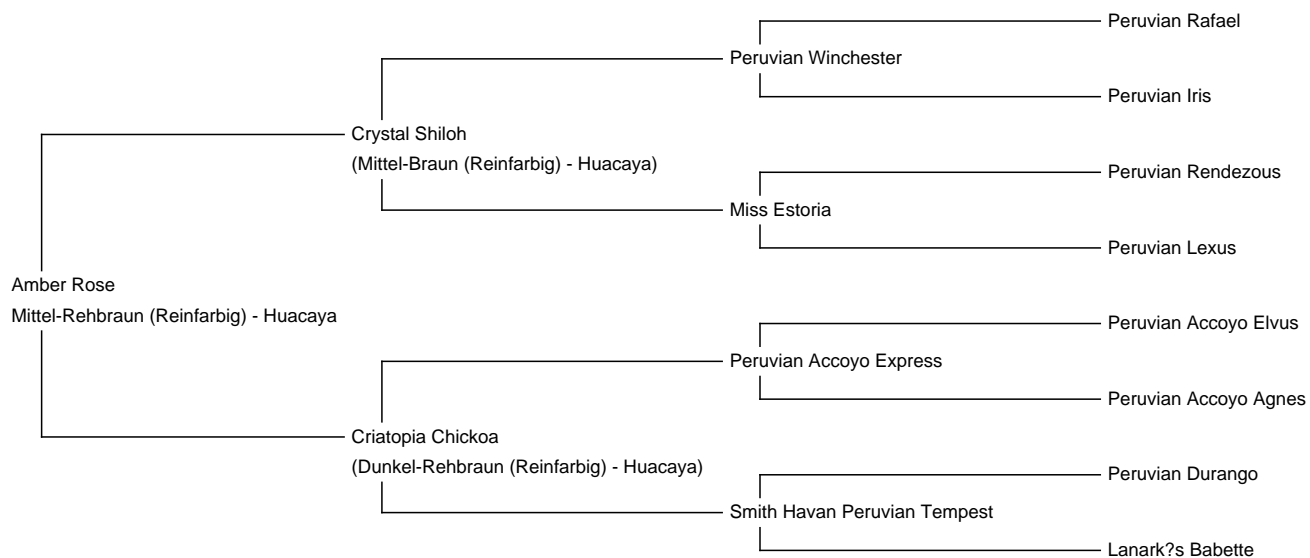 Peruvian Rafael
Peruvian Winchester
Peruvian Iris
Crystal Shiloh
(Mittel-Braun (Reinfarbig) - Huacaya)
Peruvian Rendezous
Miss Estoria
Peruvian Lexus
Amber Rose
Mittel-Rehbraun (Reinfarbig) - Huacaya
Peruvian Accoyo Elvus
Peruvian Accoyo Express
Peruvian Accoyo Agnes
Criatopia Chickoa
(Dunkel-Rehbraun (Reinfarbig) - Huacaya)
Peruvian Durango
Smith Havan Peruvian Tempest
Lanark?s Babette